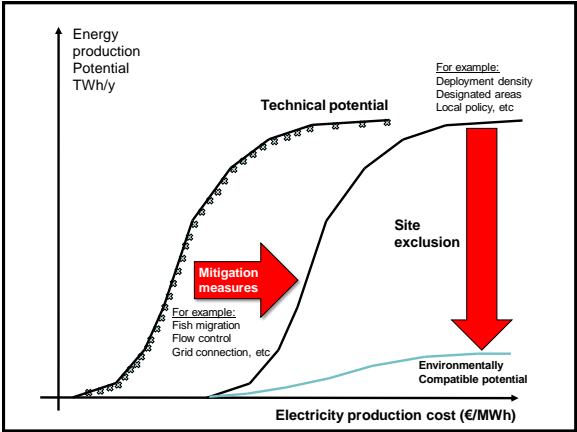 Energy
production
Potential
TWh/y
For example:
Deployment density
Designated areas
Local policy, etc
Technical potential
Site
exclusion
Mitigation
measures
For example:
Fish migration
Flow control
Grid connection, etc
Environmentally
Compatible potential
Electricity production cost (€/MWh)